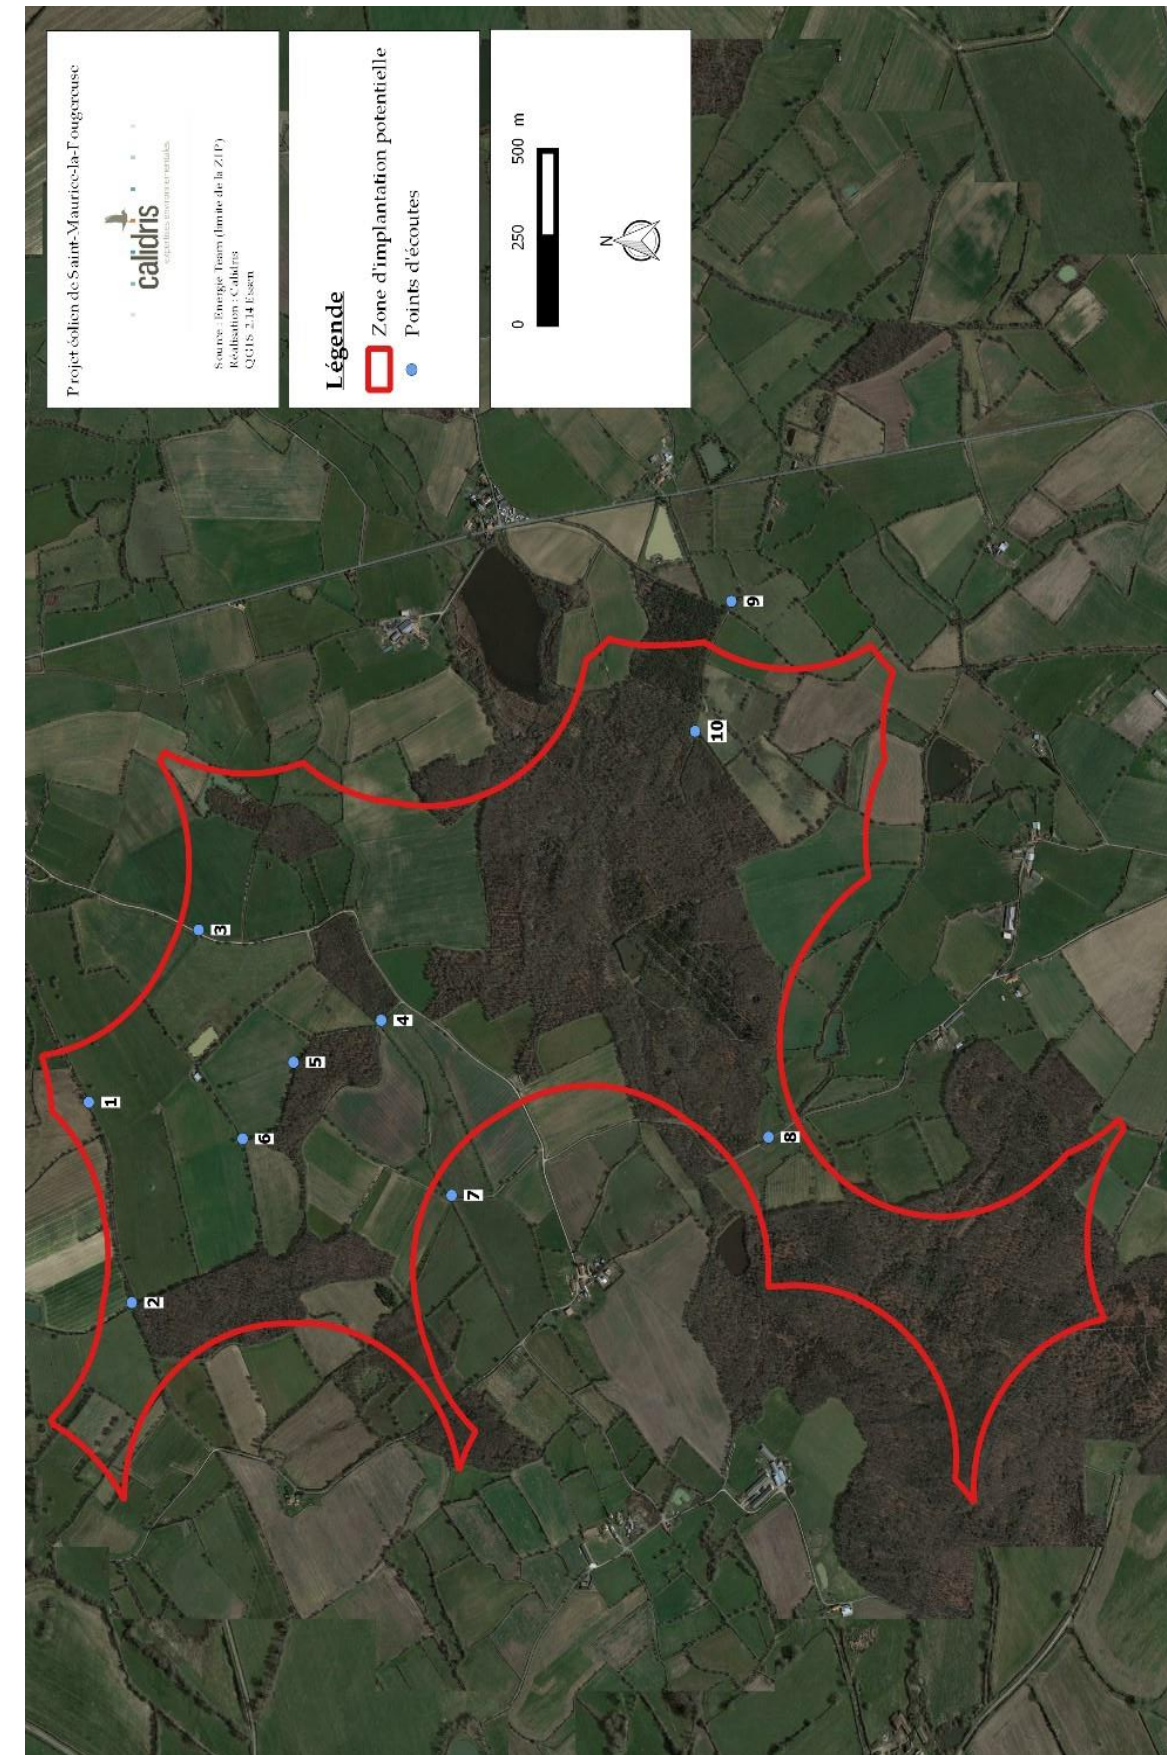 Projet éolien de Saint-Maurice-la-Fougereuse
calidris
expertises environnementales
Source : Energie Team (limite de la ZIP)
Réalisation : Calidris
QGIS 2.14 Essen
Légende
Zone d'implantation potentielle
Points d'écoutes
0 250 500 m
N
1
2
3
4
5
6
7
8
9
10